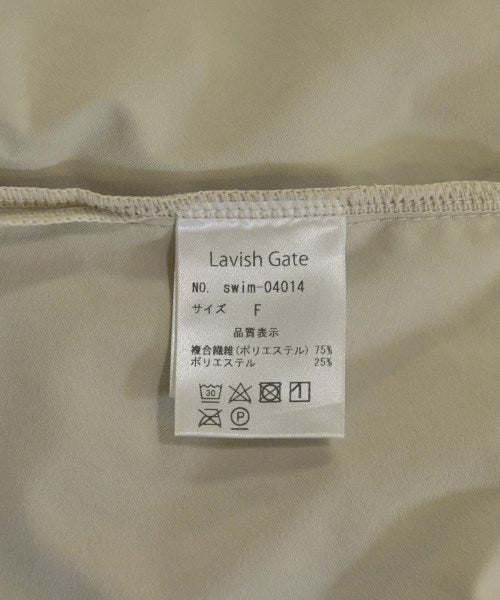 Lavish Gate
NO. swim-04014
サイズ F
品質表示
複合繊維(ポリエステル) 75%
ポリエステル 25%
30
P